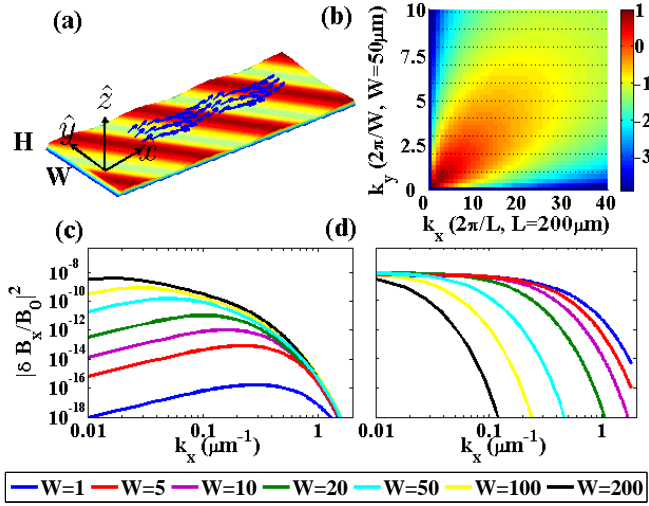 (a)
ẑ
ŷ
x
H
W
(b)
10
7.5
5
2.5
0
k_y (2π/W, W=50μm)
10 20 30 40
k_x (2π/L, L=200μm)
1
0
-1
-2
-3
(c)
(d)
|δ B_x/B_0|^2
10^-8
10^-10
10^-12
10^-14
10^-16
10^-18
0.01 0.1 1
k_x (μm^-1)
0.01 0.1 1
k_x (μm^-1)
W=1 W=5 W=10 W=20 W=50 W=100 W=200